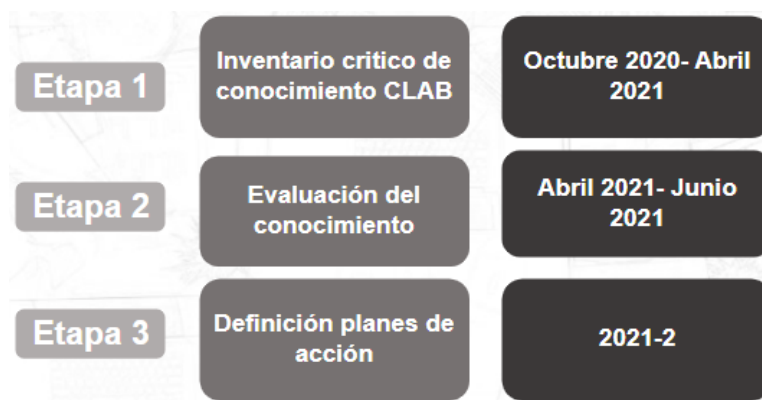 Etapa 1
Inventario critico de
conocimiento CLAB
Octubre 2020- Abril
2021
Etapa 2
Evaluación del
conocimiento
Abril 2021- Junio
2021
Etapa 3
Definición planes de
acción
2021-2